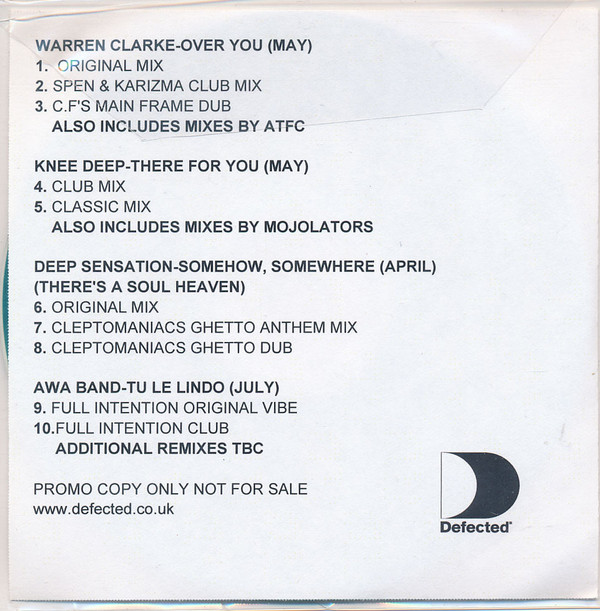 WARREN CLARKE-OVER YOU (MAY)
1. ORIGINAL MIX
2. SPEN & KARIZMA CLUB MIX
3. C.F'S MAIN FRAME DUB
ALSO INCLUDES MIXES BY ATFC
KNEE DEEP-THERE FOR YOU (MAY)
4. CLUB MIX
5. CLASSIC MIX
ALSO INCLUDES MIXES BY MOJOLATORS
DEEP SENSATION-SOMEHOW, SOMEWHERE (APRIL)
(THERE'S A SOUL HEAVEN)
6. ORIGINAL MIX
7. CLEPTOMANIACS GHETTO ANTHEM MIX
8. CLEPTOMANIACS GHETTO DUB
AWA BAND-TU LE LINDO (JULY)
9. FULL INTENTION ORIGINAL VIBE
10.FULL INTENTION CLUB
ADDITIONAL REMIXES TBC
PROMO COPY ONLY NOT FOR SALE
www.defected.co.uk
Defected